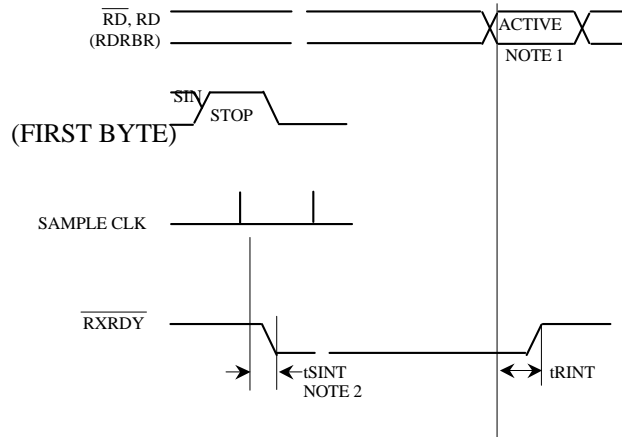 RD, RD
(RDRBR)
ACTIVE
NOTE 1
SIN
STOP
(FIRST BYTE)
SAMPLE CLK
RXRDY
tSINT
NOTE 2
tRINT